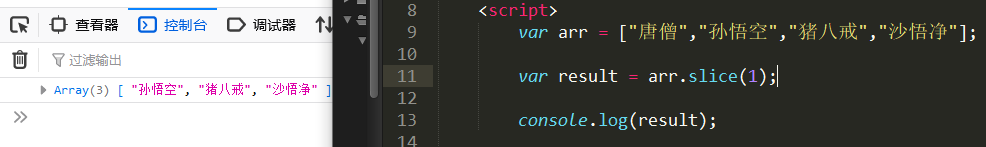 查看器 控制台 调试器
过滤输出
Array(3) [ "孙悟空", "猪八戒", "沙悟净" ]
8 <script>
9 var arr = ["唐僧","孙悟空","猪八戒","沙悟净"];
10
11 var result = arr.slice(1);
12
13 console.log(result);
14